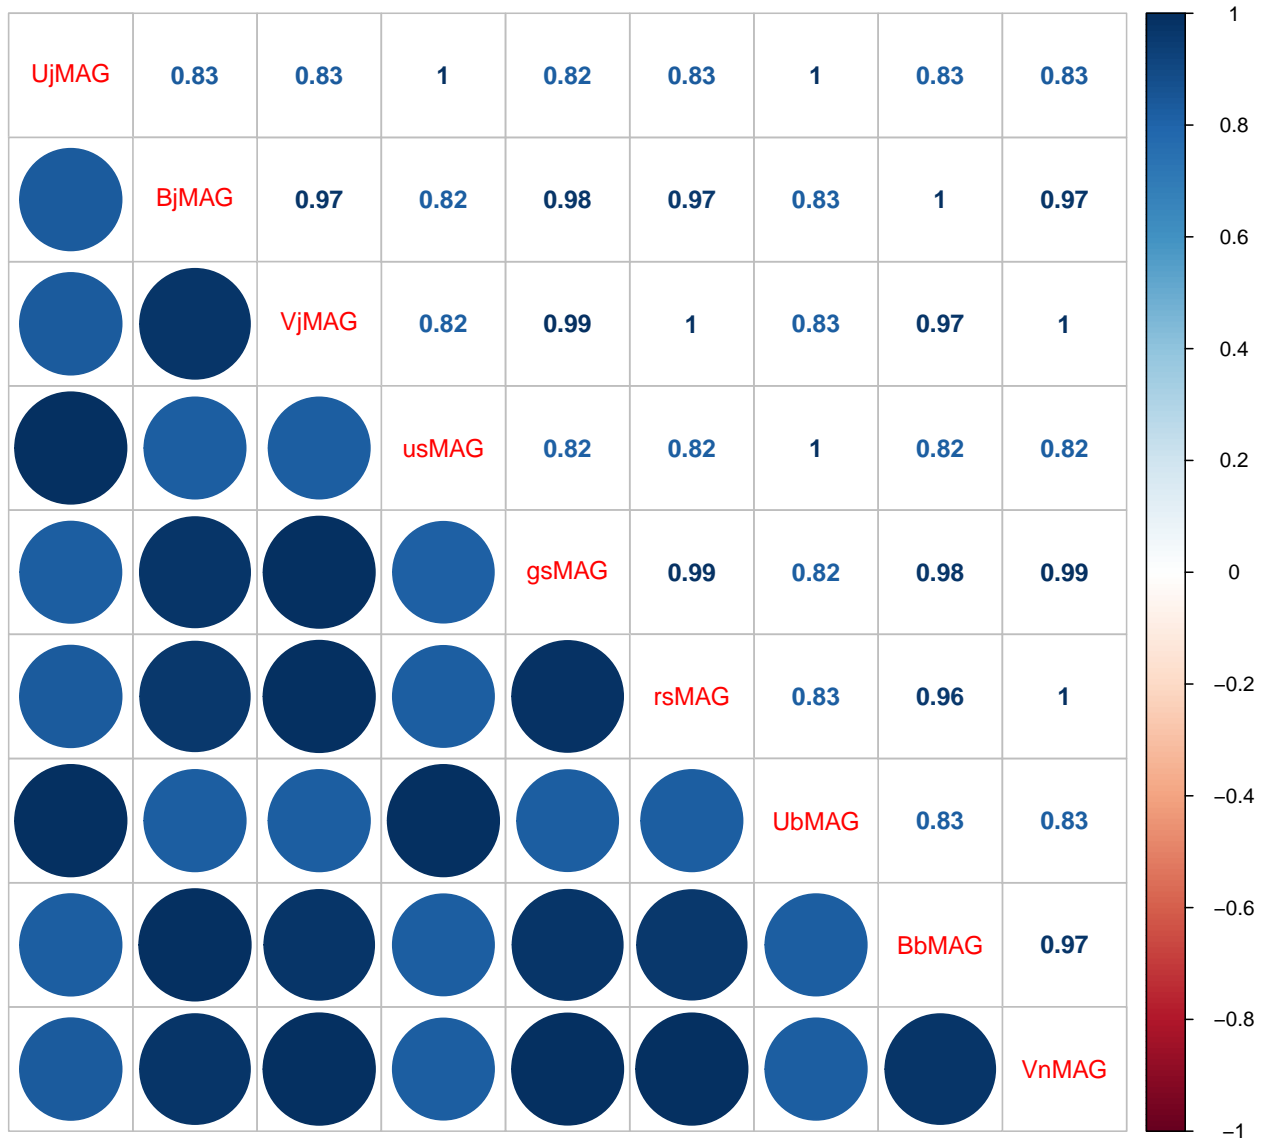 UjMAG 0.83 0.83 1 0.82 0.83 1 0.83 0.83
BjMAG 0.97 0.82 0.98 0.97 0.83 1 0.97
VjMAG 0.82 0.99 1 0.83 0.97 1
usMAG 0.82 0.82 1 0.82 0.82
gsMAG 0.99 0.82 0.98 0.99
rsMAG 0.83 0.96 1
UbMAG 0.83 0.83
BbMAG 0.97
VnMAG
1
0.8
0.6
0.4
0.2
0
−0.2
−0.4
−0.6
−0.8
−1